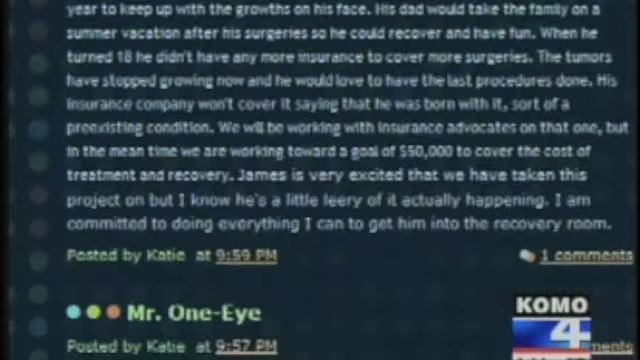 year to keep up with the growths on his face. His dad would take the family on a
summer vacation after his surgeries so he could recover and have fun. When he
turned 18 he didn't have any more insurance to cover more surgeries. The tumors
have stopped growing now and he would love to have the last procedures done. His
insurance company won't cover it saying that he was born with it, sort of a
preexisting condition. We will be working with insurance advocates on that one, but
in the mean time we are working toward a goal of $50,000 to cover the cost of
treatment and recovery. James is very excited that we have taken this
project on but I know he's a little leery of it actually happening. I am
committed to doing everything I can to get him into the recovery room.
Posted by Katie at 9:59 PM 1 comments
Mr. One-Eye
KOMO
4
Posted by Katie at 9:57 PM ments